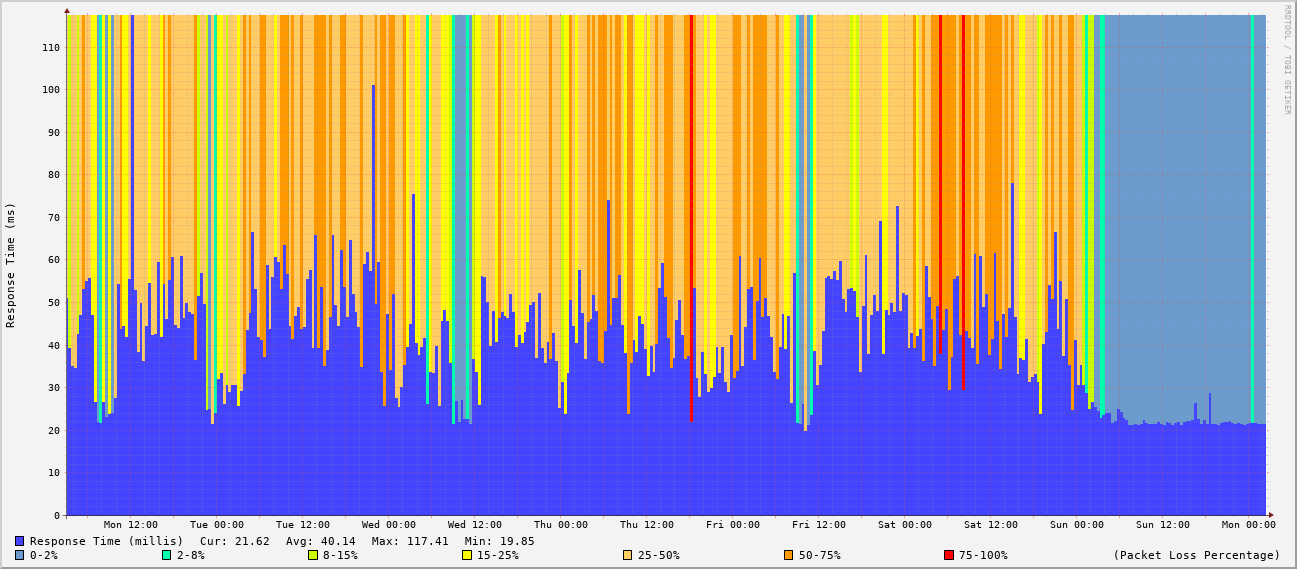 RRDTOOL / TOBI OETIKER
Response Time (ms)
110
100
90
80
70
60
50
40
30
20
10
0
Mon 12:00 Tue 00:00 Tue 12:00 Wed 00:00 Wed 12:00 Thu 00:00 Thu 12:00 Fri 00:00 Fri 12:00 Sat 00:00 Sat 12:00 Sun 00:00 Sun 12:00 Mon 00:00
Response Time (millis) Cur: 21.62 Avg: 40.14 Max: 117.41 Min: 19.85
0-2% 2-8% 8-15% 15-25% 25-50% 50-75% 75-100% (Packet Loss Percentage)